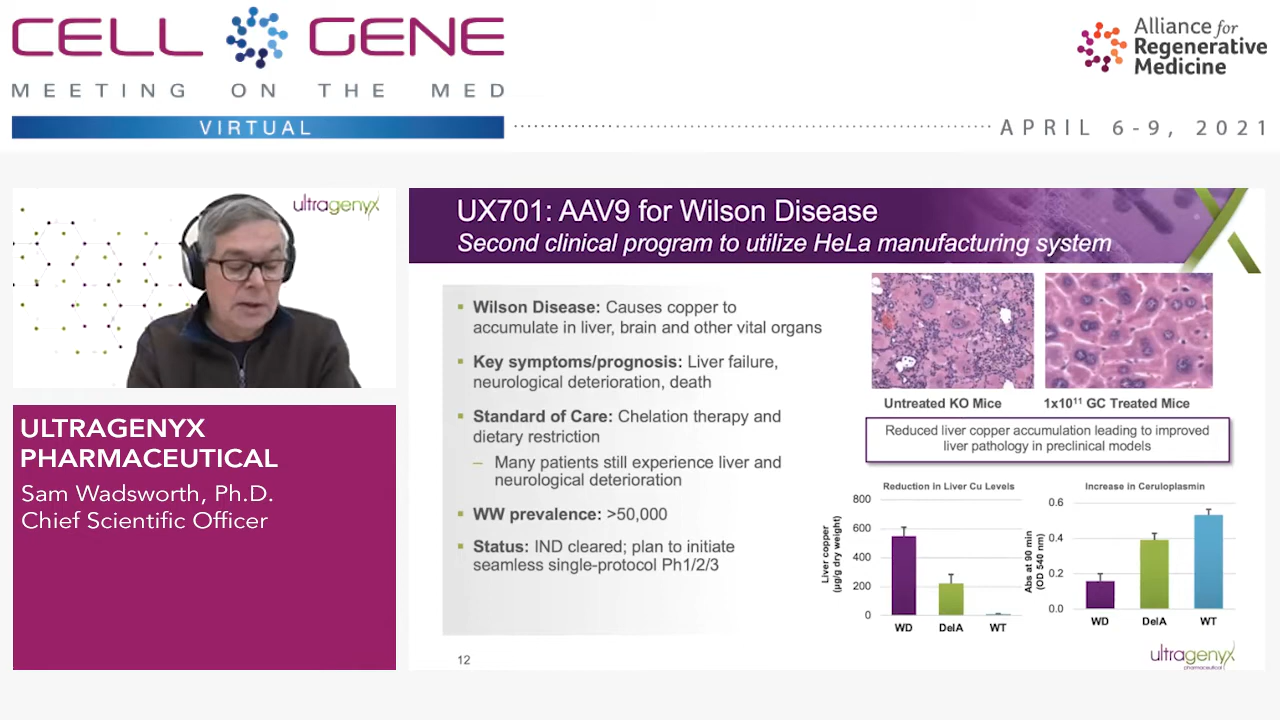 CELL GENE
MEETING ON THE MED
VIRTUAL
APRIL 6-9, 2021
Alliance for
Regenerative
Medicine
ultragenyx
ULTRAGENYX
PHARMACEUTICAL
Sam Wadsworth, Ph.D.
Chief Scientific Officer
UX701: AAV9 for Wilson Disease
Second clinical program to utilize HeLa manufacturing system
▪ Wilson Disease: Causes copper to
accumulate in liver, brain and other vital organs
▪ Key symptoms/prognosis: Liver failure,
neurological deterioration, death
▪ Standard of Care: Chelation therapy and
dietary restriction
– Many patients still experience liver and
neurological deterioration
▪ WW prevalence: >50,000
▪ Status: IND cleared; plan to initiate
seamless single-protocol Ph1/2/3
Untreated KO Mice
1x10¹¹ GC Treated Mice
Reduced liver copper accumulation leading to improved
liver pathology in preclinical models
Reduction in Liver Cu Levels
Liver copper
(µg/g dry weight)
800
600
400
200
0
WD DelA WT
Increase in Ceruloplasmin
Abs at 90 min
(OD 540 nm)
0.6
0.4
0.2
0.0
WD DelA WT
12
ultragenyx
pharmaceutical